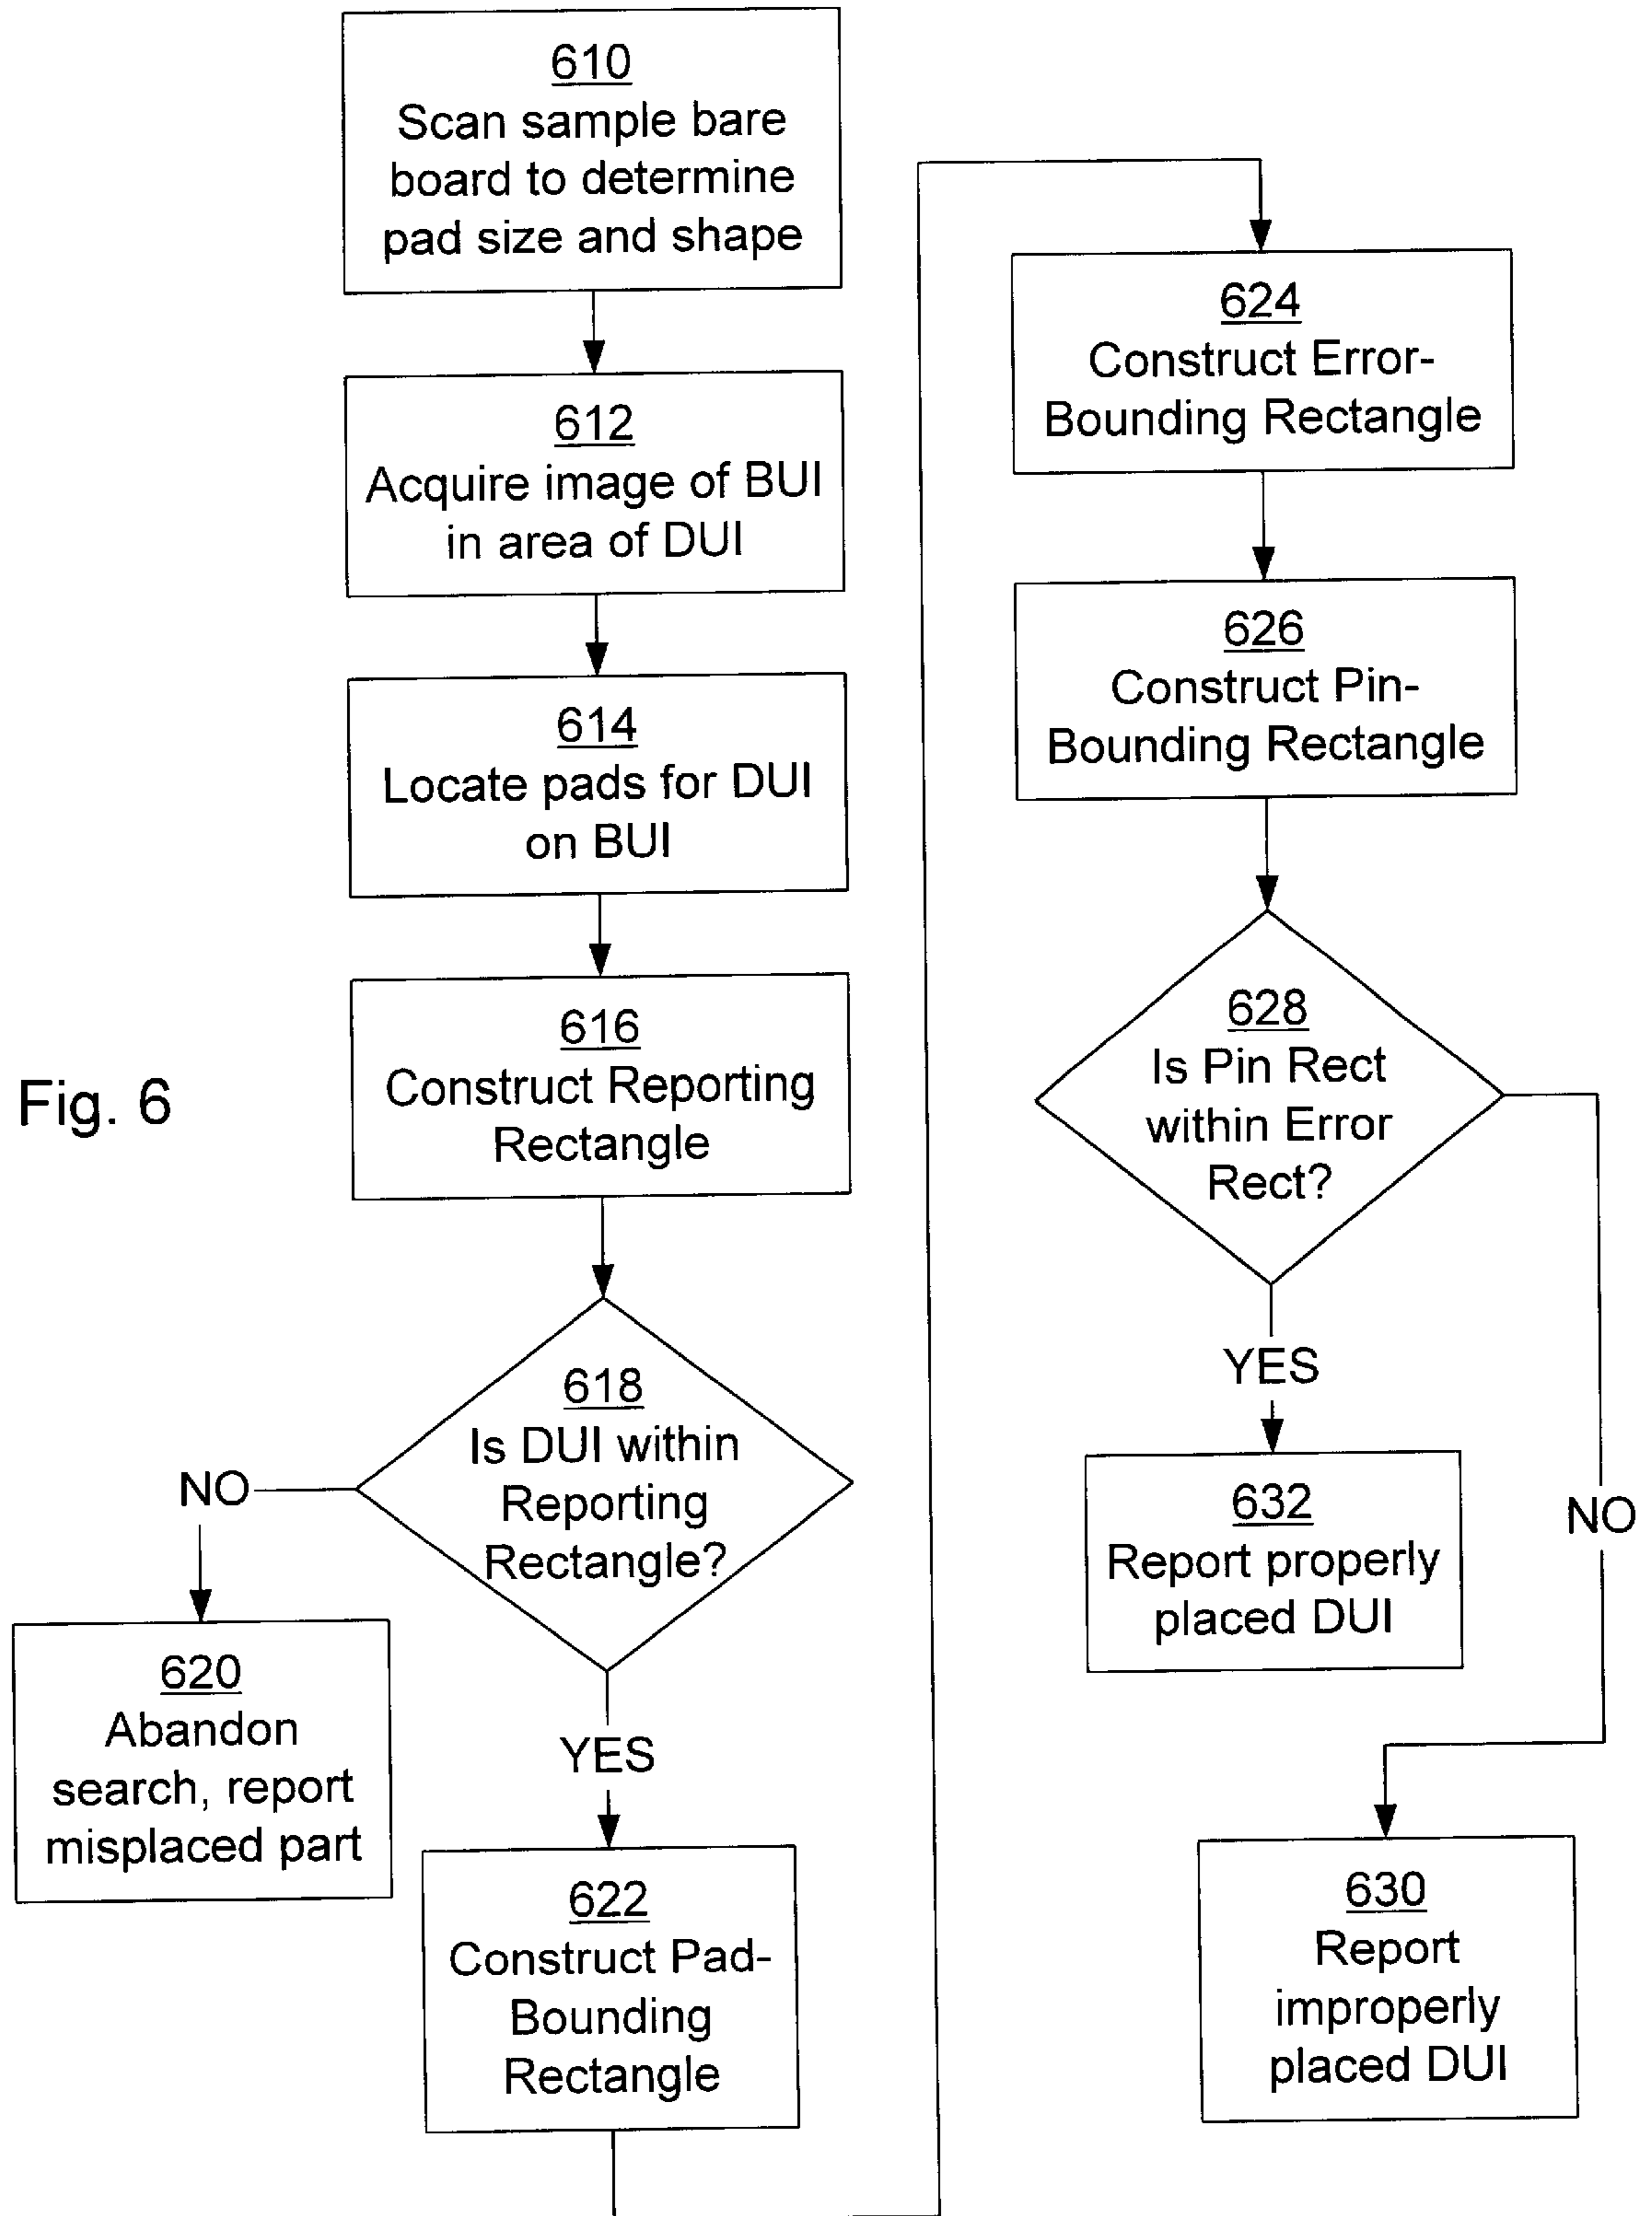 610
Scan sample bare
board to determine
pad size and shape
612
Acquire image of BUI
in area of DUI
614
Locate pads for DUI
on BUI
616
Construct Reporting
Rectangle
618
Is DUI within
Reporting
Rectangle?
NO
620
Abandon
search, report
misplaced part
YES
622
Construct Pad-
Bounding
Rectangle
624
Construct Error-
Bounding Rectangle
626
Construct Pin-
Bounding Rectangle
628
Is Pin Rect
within Error
Rect?
YES
632
Report properly
placed DUI
NO
630
Report
improperly
placed DUI
Fig. 6